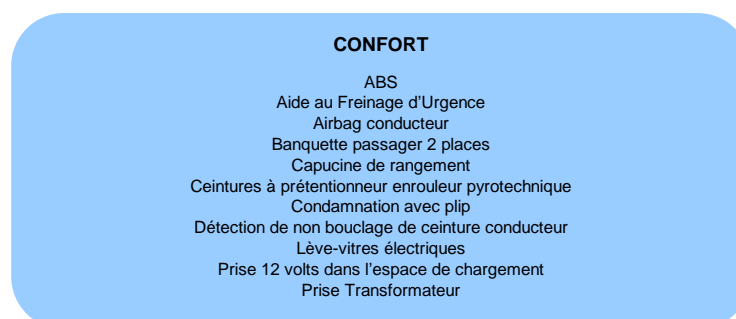 CONFORT
ABS
Aide au Freinage d’Urgence
Airbag conducteur
Banquette passager 2 places
Capucine de rangement
Ceintures à prétentionneur enrouleur pyrotechnique
Condamnation avec plip
Détection de non bouclage de ceinture conducteur
Lève-vitres électriques
Prise 12 volts dans l’espace de chargement
Prise Transformateur